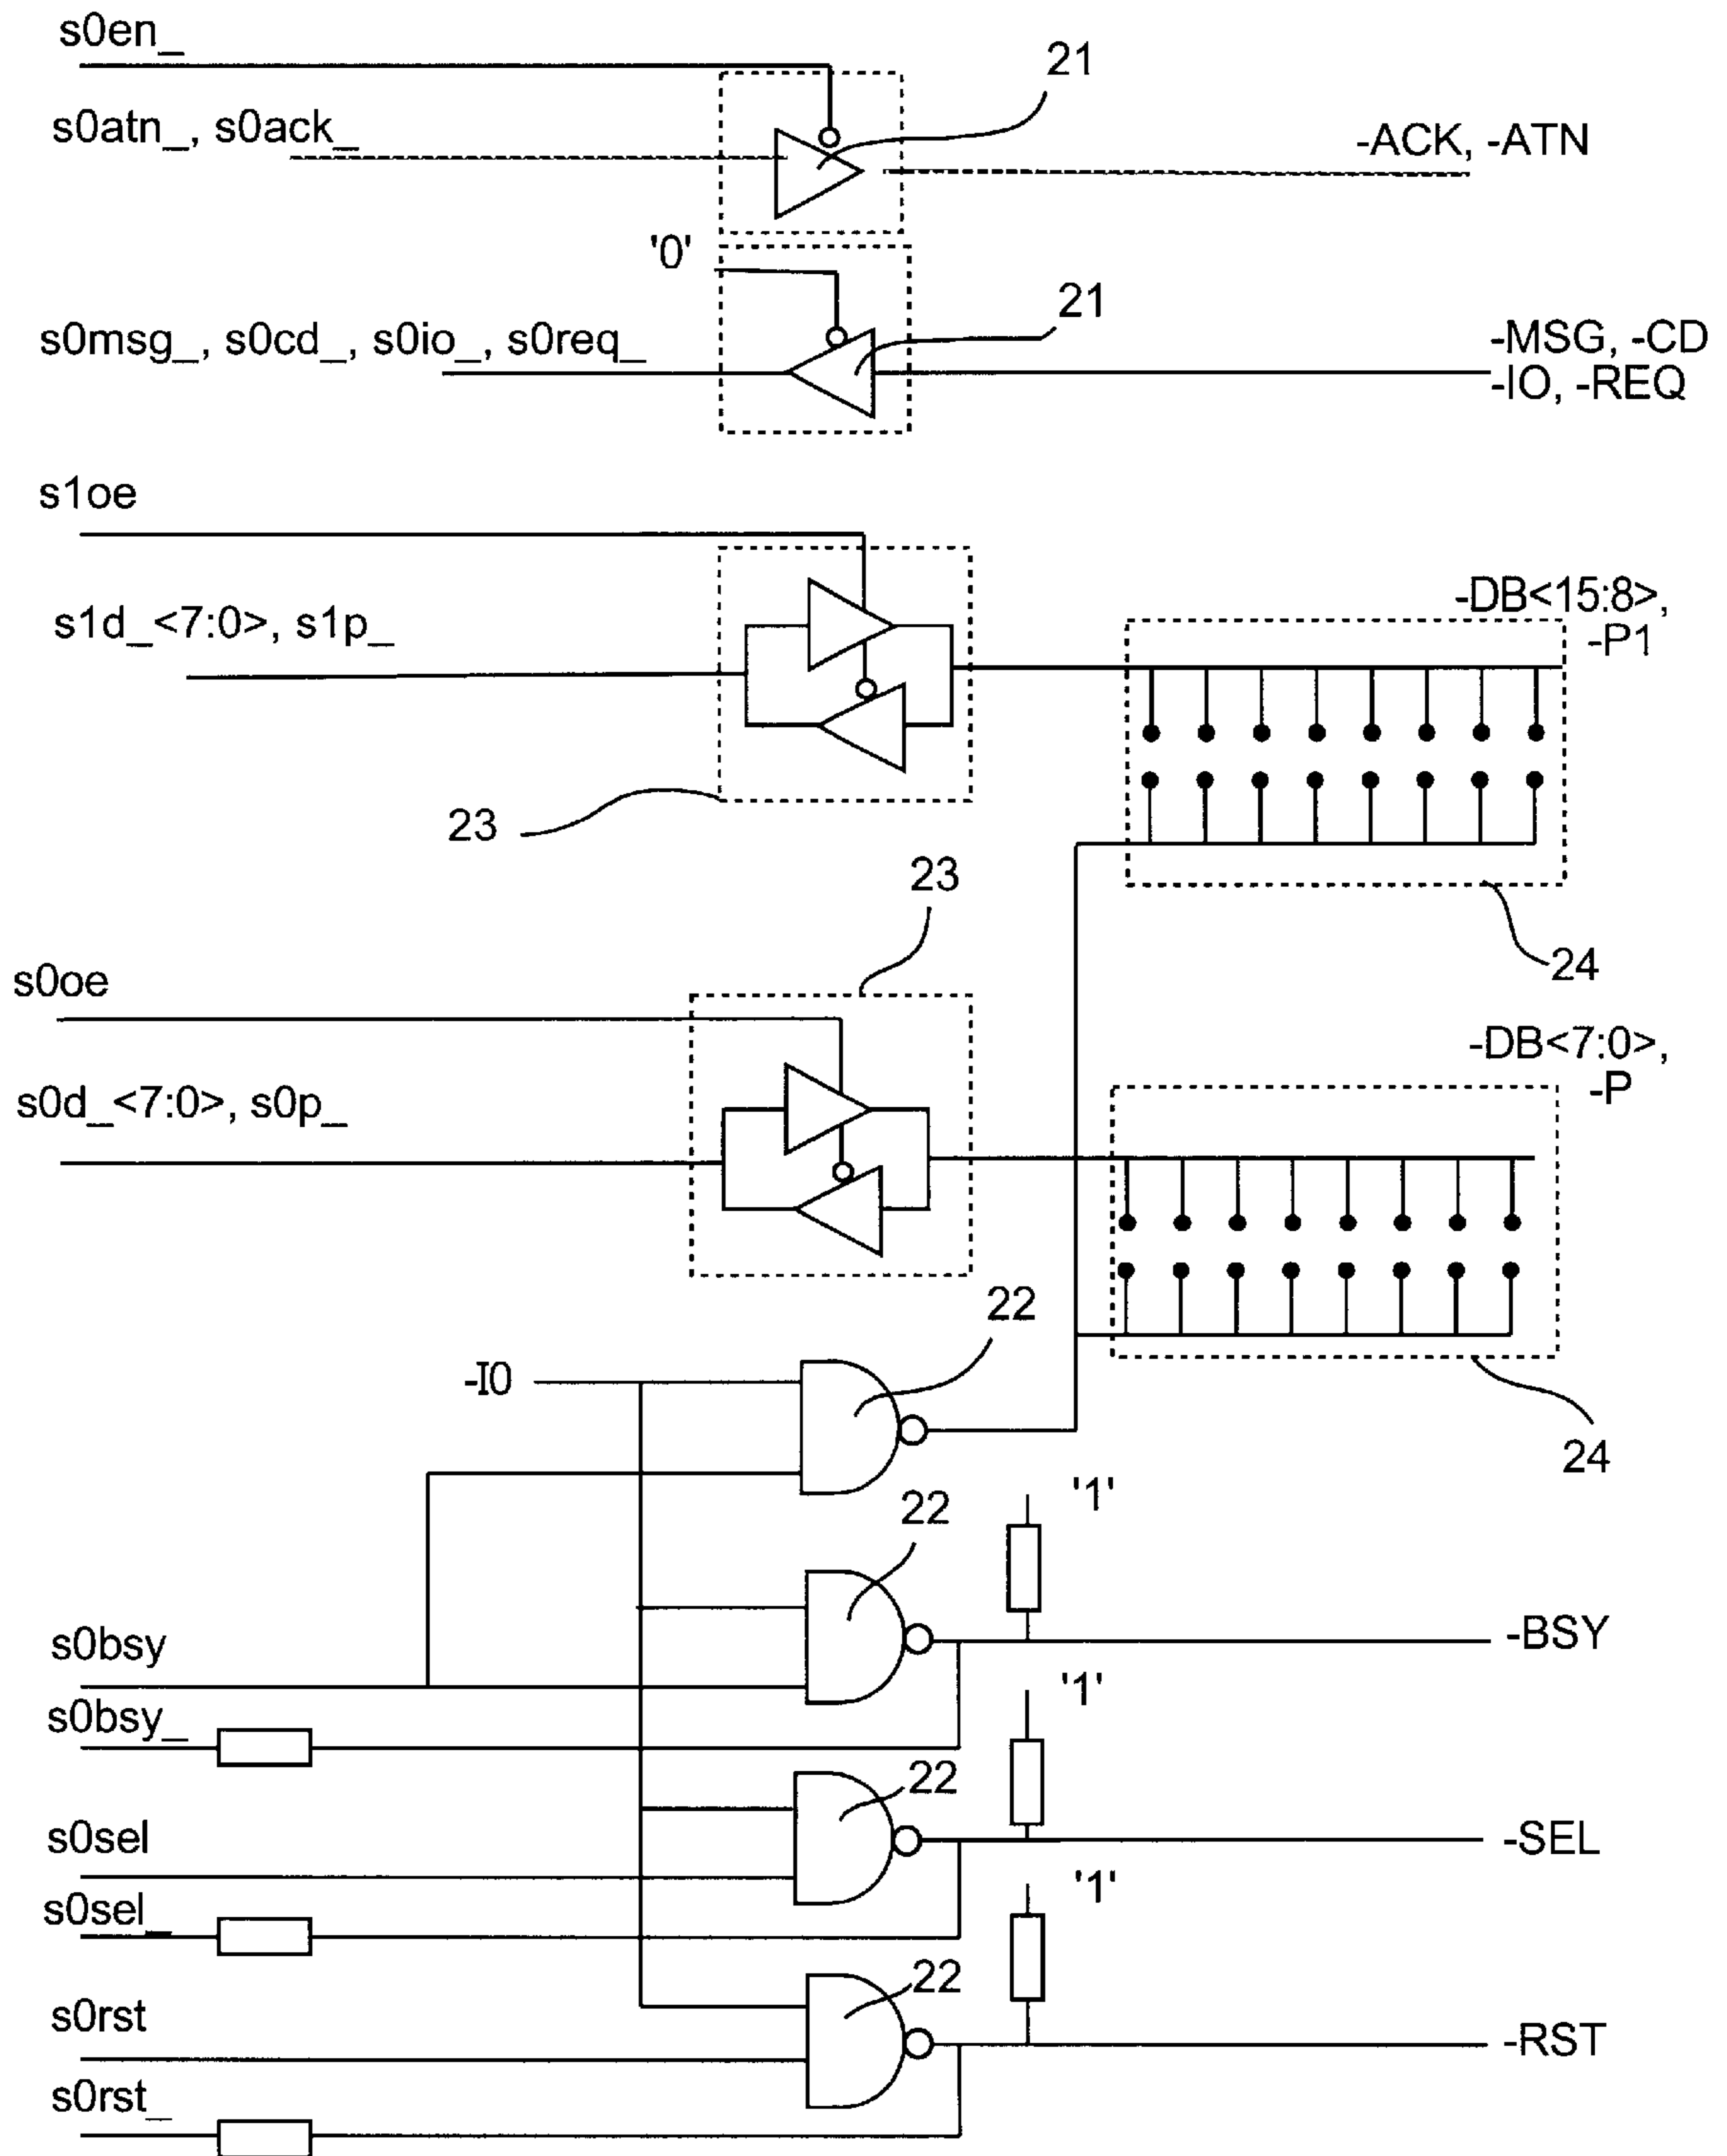 s0en_
21
s0atn_, s0ack_
-ACK, -ATN
'0'
21
s0msg_, s0cd_, s0io_, s0req_
-MSG, -CD
-IO, -REQ
s1oe
-DB<15:8>,
-P1
s1d_<7:0>, s1p_
23
23
24
s0oe
-DB<7:0>,
-P
s0d_<7:0>, s0p_
22
-I0
24
'1'
22
s0bsy
-BSY
'1'
s0bsy_
22
s0sel
-SEL
'1'
s0sel_
22
s0rst
-RST
s0rst_